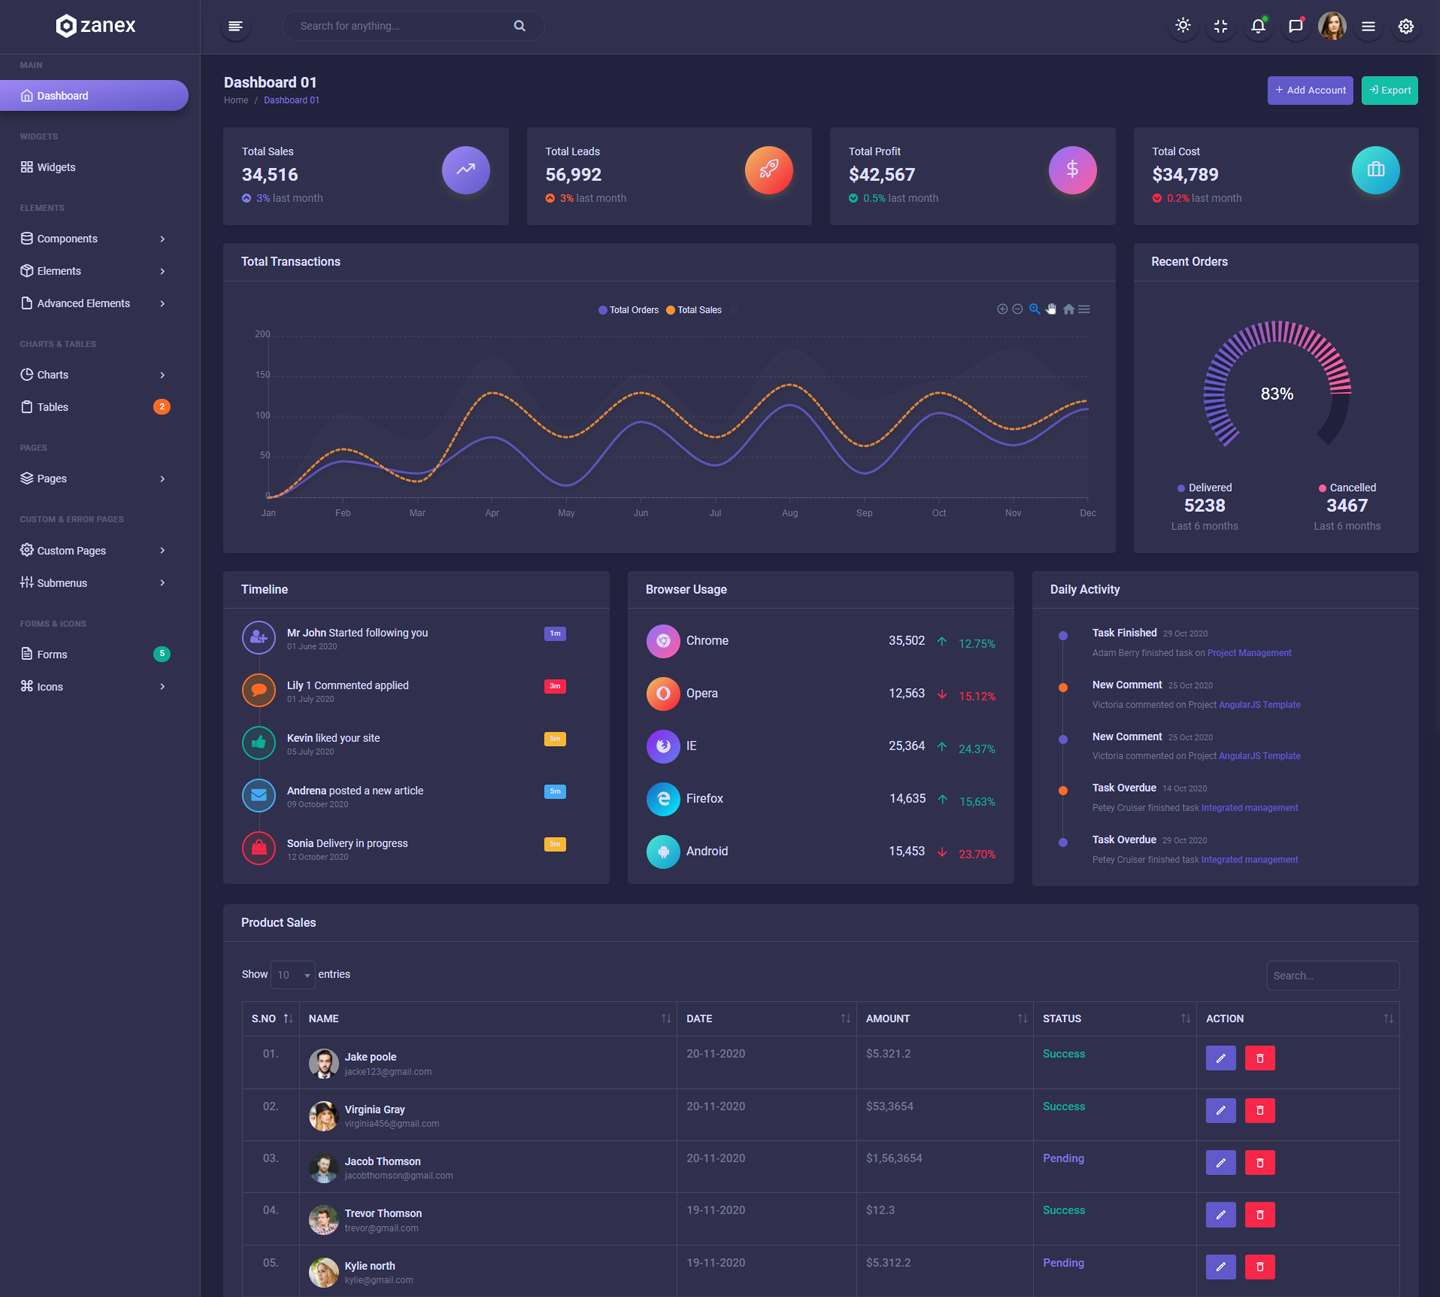 zanex
Search for anything...
MAIN
Dashboard
WIDGETS
Widgets
ELEMENTS
Components
Elements
Advanced Elements
CHARTS & TABLES
Charts
Tables 2
PAGES
Pages
CUSTOM & ERROR PAGES
Custom Pages
Submenus
FORMS & ICONS
Forms 5
Icons
Dashboard 01
Home / Dashboard 01
+ Add Account
Export
Total Sales
34,516
3% last month
Total Leads
56,992
3% last month
Total Profit
$42,567
0.5% last month
Total Cost
$34,789
0.2% last month
Total Transactions
Total Orders Total Sales
200
150
100
50
0
Jan Feb Mar Apr May Jun Jul Aug Sep Oct Nov Dec
Recent Orders
83%
Delivered
5238
Last 6 months
Cancelled
3467
Last 6 months
Timeline
Mr John Started following you 1m
01 June 2020
Lily 1 Commented applied 3m
01 July 2020
Kevin liked your site 5m
05 July 2020
Andrena posted a new article 5m
09 October 2020
Sonia Delivery in progress 5m
12 October 2020
Browser Usage
Chrome 35,502 12.75%
Opera 12,563 15.12%
IE 25,364 24.37%
Firefox 14,635 15,63%
Android 15,453 23.70%
Daily Activity
Task Finished 29 Oct 2020
Adam Berry finished task on Project Management
New Comment 25 Oct 2020
Victoria commented on Project AngularJS Template
New Comment 25 Oct 2020
Victoria commented on Project AngularJS Template
Task Overdue 14 Oct 2020
Petey Cruiser finished task Integrated management
Task Overdue 29 Oct 2020
Petey Cruiser finished task Integrated management
Product Sales
Show 10 entries
Search...
S.NO NAME DATE AMOUNT STATUS ACTION
01. Jake poole 20-11-2020 $5.321.2 Success
jacke123@gmail.com
02. Virginia Gray 20-11-2020 $53,3654 Success
virginia456@gmail.com
03. Jacob Thomson 20-11-2020 $1,56,3654 Pending
jacobthomson@gmail.com
04. Trevor Thomson 19-11-2020 $12.3 Success
trevor@gmail.com
05. Kylie north 19-11-2020 $5.312.2 Pending
kylie@gmail.com